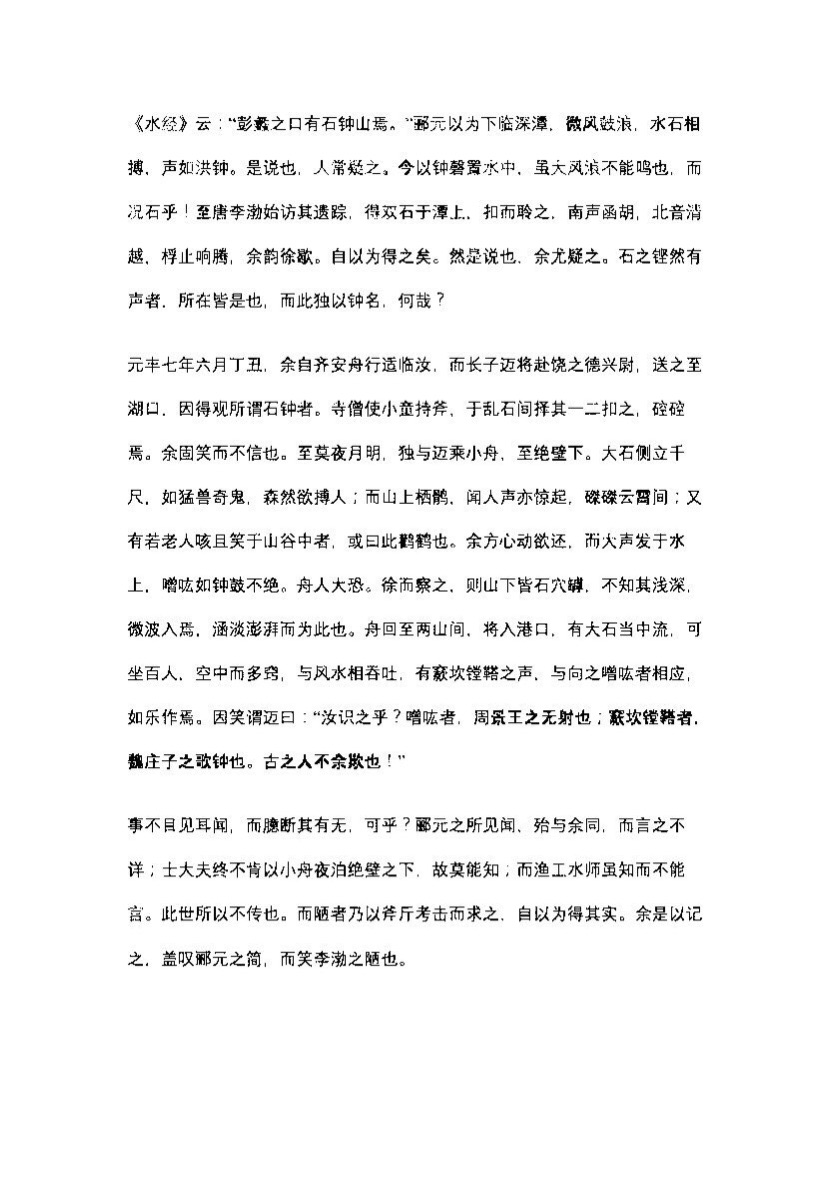 《水经》云：“彭蠡之口有石钟山焉。”郦元以为下临深潭，微风鼓浪，水石相
搏，声如洪钟。是说也，人常疑之。今以钟磬置水中，虽大风浪不能鸣也，而
况石乎！至唐李渤始访其遗踪，得双石于潭上，扣而聆之，南声函胡，北音清
越，桴止响腾，余韵徐歇。自以为得之矣。然是说也，余尤疑之。石之铿然有
声者，所在皆是也，而此独以钟名，何哉？
元丰七年六月丁丑，余自齐安舟行适临汝，而长子迈将赴饶之德兴尉，送之至
湖口，因得观所谓石钟者。寺僧使小童持斧，于乱石间择其一二扣之，硿硿
焉。余固笑而不信也。至莫夜月明，独与迈乘小舟，至绝壁下。大石侧立千
尺，如猛兽奇鬼，森然欲搏人；而山上栖鹘，闻人声亦惊起，磔磔云霄间；又
有若老人咳且笑于山谷中者，或曰此鹳鹤也。余方心动欲还，而大声发于水
上，噌吰如钟鼓不绝。舟人大恐。徐而察之，则山下皆石穴罅，不知其浅深，
微波入焉，涵淡澎湃而为此也。舟回至两山间，将入港口，有大石当中流，可
坐百人，空中而多窍，与风水相吞吐，有窾坎镗鞳之声，与向之噌吰者相应，
如乐作焉。因笑谓迈曰：“汝识之乎？噌吰者，周景王之无射也；窾坎镗鞳者，
魏庄子之歌钟也。古之人不余欺也！”
事不目见耳闻，而臆断其有无，可乎？郦元之所见闻，殆与余同，而言之不
详；士大夫终不肯以小舟夜泊绝壁之下，故莫能知；而渔工水师虽知而不能
言。此世所以不传也。而陋者乃以斧斤考击而求之，自以为得其实。余是以记
之，盖叹郦元之简，而笑李渤之陋也。